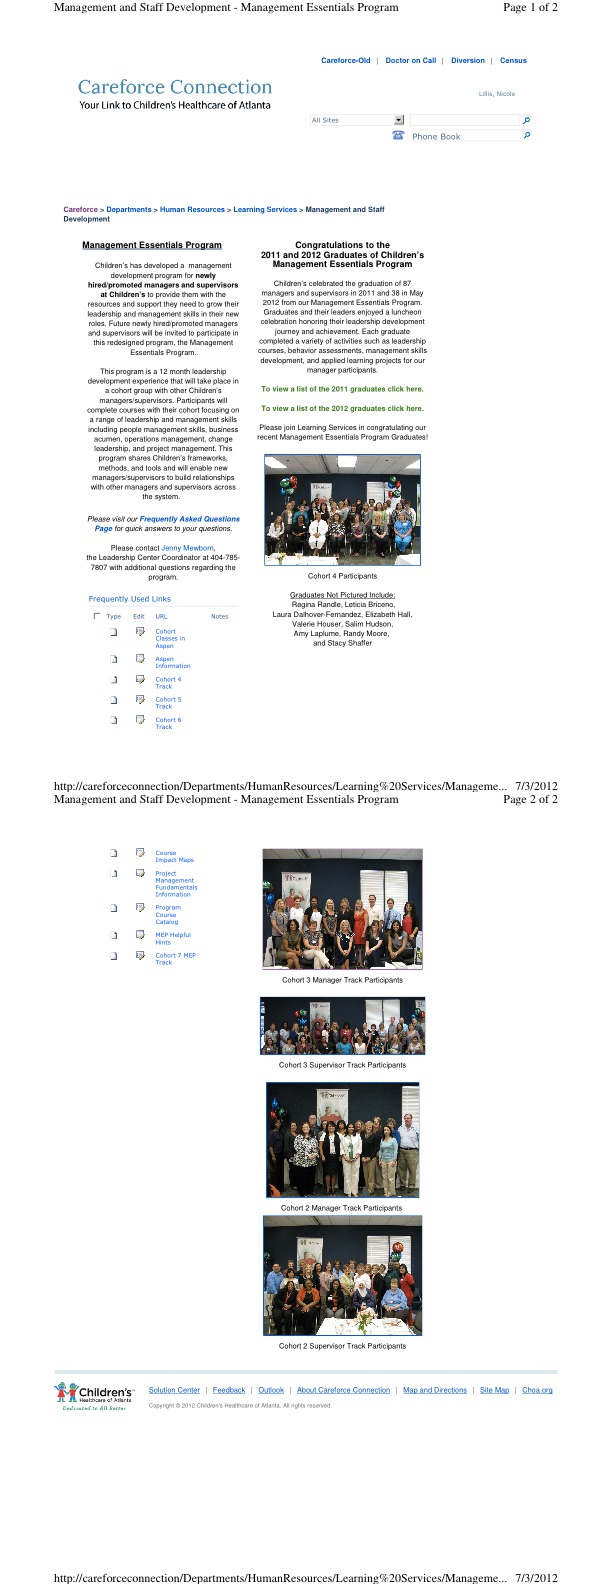 Management and Staff Development - Management Essentials Program Page 1 of 2
Careforce-Old | Doctor on Call | Diversion | Census
Careforce Connection
Your Link to Children's Healthcare of Atlanta
Lillis, Nicole
All Sites
Phone Book
Careforce > Departments > Human Resources > Learning Services > Management and Staff
Development
Management Essentials Program
Children's has developed a management
development program for newly
hired/promoted managers and supervisors
at Children's to provide them with the
resources and support they need to grow their
leadership and management skills in their new
roles. Future newly hired/promoted managers
and supervisors will be invited to participate in
this redesigned program, the Management
Essentials Program.
This program is a 12 month leadership
development experience that will take place in
a cohort group with other Children's
managers/supervisors. Participants will
complete courses with their cohort focusing on
a range of leadership and management skills
including people management skills, business
acumen, operations management, change
leadership, and project management. This
program shares Children's frameworks,
methods, and tools and will enable new
managers/supervisors to build relationships
with other managers and supervisors across
the system.
Please visit our Frequently Asked Questions
Page for quick answers to your questions.
Please contact Jenny Mewborn,
the Leadership Center Coordinator at 404-785-
7807 with additional questions regarding the
program.
Frequently Used Links
Type Edit URL Notes
Cohort
Classes in
Aspen
Aspen
Information
Cohort 4
Track
Cohort 5
Track
Cohort 6
Track
Congratulations to the
2011 and 2012 Graduates of Children's
Management Essentials Program
Children's celebrated the graduation of 87
managers and supervisors in 2011 and 38 in May
2012 from our Management Essentials Program.
Graduates and their leaders enjoyed a luncheon
celebration honoring their leadership development
journey and achievement. Each graduate
completed a variety of activities such as leadership
courses, behavior assessments, management skills
development, and applied learning projects for our
manager participants.
To view a list of the 2011 graduates click here.
To view a list of the 2012 graduates click here.
Please join Learning Services in congratulating our
recent Management Essentials Program Graduates!
Cohort 4 Participants
Graduates Not Pictured Include:
Regina Randle, Leticia Briceno,
Laura Dalhover-Fernandez, Elizabeth Hall,
Valerie Houser, Salim Hudson,
Amy Laplume, Randy Moore,
and Stacy Shaffer
http://careforceconnection/Departments/HumanResources/Learning%20Services/Manageme... 7/3/2012
Management and Staff Development - Management Essentials Program Page 2 of 2
Course
Impact Maps
Project
Management
Fundamentals
Information
Program
Course
Catalog
MEP Helpful
Hints
Cohort 7 MEP
Track
Cohort 3 Manager Track Participants
Cohort 3 Supervisor Track Participants
Cohort 2 Manager Track Participants
Cohort 2 Supervisor Track Participants
Children's
Healthcare of Atlanta
Dedicated to All Better
Solution Center | Feedback | Outlook | About Careforce Connection | Map and Directions | Site Map | Choa.org
Copyright © 2012 Children's Healthcare of Atlanta. All rights reserved.
http://careforceconnection/Departments/HumanResources/Learning%20Services/Manageme... 7/3/2012